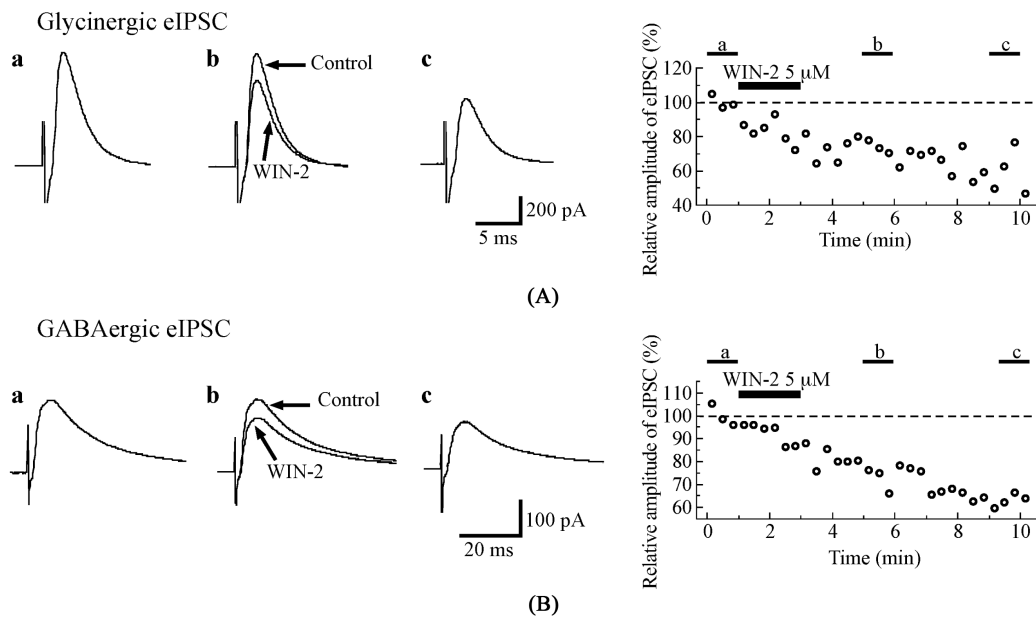 Glycinergic eIPSC
a
b
c
Control
WIN-2
200 pA
5 ms
Relative amplitude of eIPSC (%)
a
b
c
WIN-2 5 μM
120
100
80
60
40
0
2
4
6
8
10
Time (min)
(A)
GABAergic eIPSC
a
b
c
Control
WIN-2
100 pA
20 ms
Relative amplitude of eIPSC (%)
a
b
c
WIN-2 5 μM
110
100
90
80
70
60
0
2
4
6
8
10
Time (min)
(B)